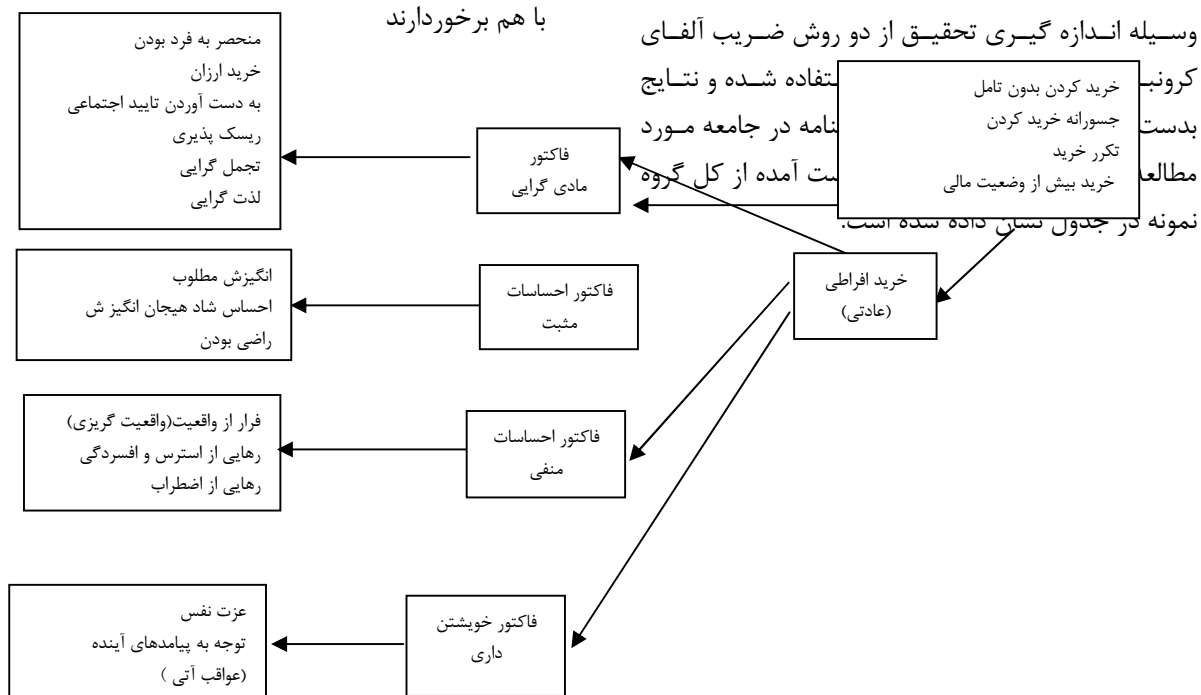 وسیله اندازه گیری تحقیق از دو روش ضریب آلفای
کرونب تفاده شده و نتایج
بدست نامه در جامعه مورد
مطالعه ست آمده از کل گروه
نمونه در جدول نشان داده شده است.
با هم برخوردارند
خرید کردن بدون تامل
جسورانه خرید کردن
تکرر خرید
خرید بیش از وضعیت مالی
خرید افراطی
(عادتی)
فاکتور
مادی گرایی
منحصر به فرد بودن
خرید ارزان
به دست آوردن تایید اجتماعی
ریسک پذیری
تجمل گرایی
لذت گرایی
فاکتور احساسات
مثبت
انگیزش مطلوب
احساس شاد هیجان انگیز ش
راضی بودن
فاکتور احساسات
منفی
فرار از واقعیت(واقعیت گریزی)
رهایی از استرس و افسردگی
رهایی از اضطراب
فاکتور خویشتن
داری
عزت نفس
توجه به پیامدهای آینده
(عواقب آتی )